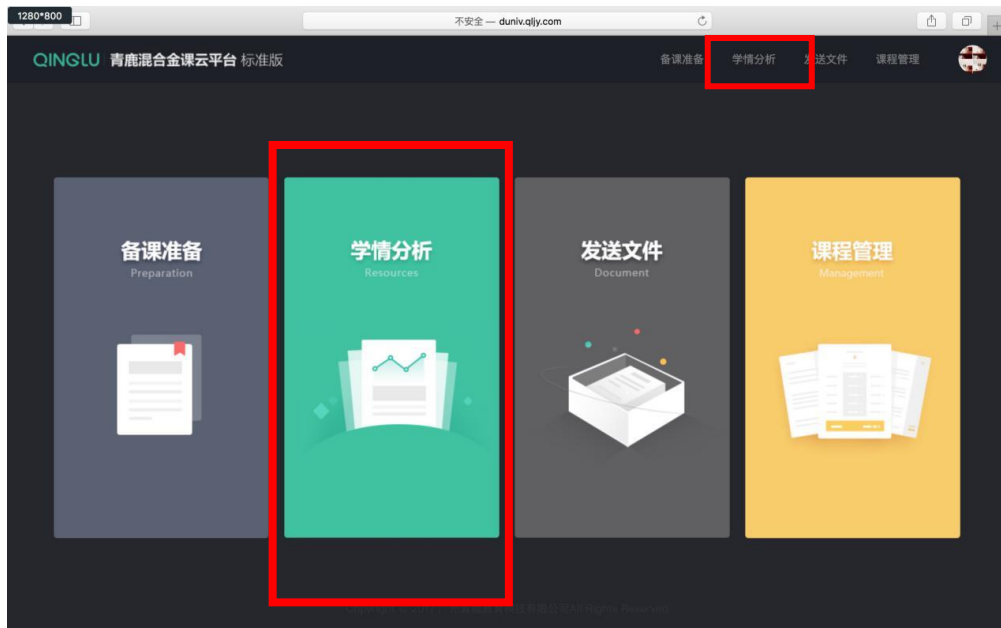 1280*800
不安全 — duniv.qljy.com
QINGLU 青鹿混合金课云平台 标准版
备课准备 学情分析 发送文件 课程管理
备课准备
Preparation
学情分析
Resources
发送文件
Document
课程管理
Management